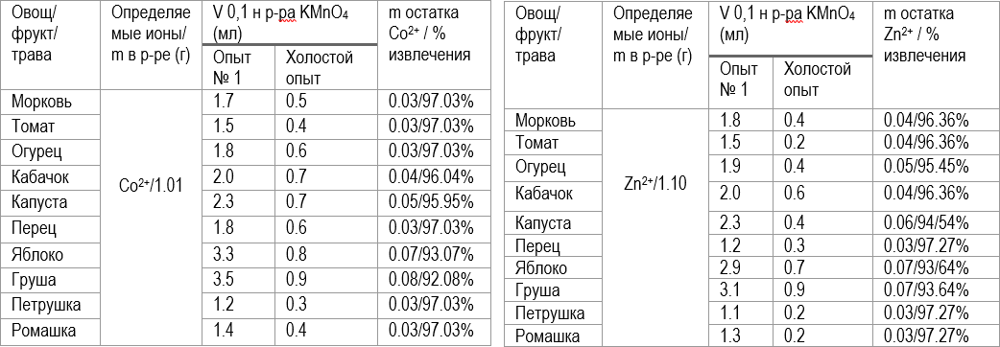 Овощ/ Определяе V 0,1 н р-ра KMnO₄ m остатка
фрукт/ мые ионы/ (мл) Co²⁺ / %
трава m в р-ре (г) Опыт Холостой извлечения
№ 1 опыт
Морковь Co²⁺/1.01 1.7 0.5 0.03/97.03%
Томат 1.5 0.4 0.03/97.03%
Огурец 1.8 0.6 0.03/97.03%
Кабачок 2.0 0.7 0.04/96.04%
Капуста 2.3 0.7 0.05/95.95%
Перец 1.8 0.6 0.03/97.03%
Яблоко 3.3 0.8 0.07/93.07%
Груша 3.5 0.9 0.08/92.08%
Петрушка 1.2 0.3 0.03/97.03%
Ромашка 1.4 0.4 0.03/97.03%
Овощ/ Определяе V 0,1 н р-ра KMnO₄ m остатка
фрукт/ мые ионы/ (мл) Zn²⁺ / %
трава m в р-ре (г) Опыт Холостой извлечения
№ 1 опыт
Морковь Zn²⁺/1.10 1.8 0.4 0.04/96.36%
Томат 1.5 0.2 0.04/96.36%
Огурец 1.9 0.4 0.05/95.45%
Кабачок 2.0 0.6 0.04/96.36%
Капуста 2.3 0.4 0.06/94/54%
Перец 1.2 0.3 0.03/97.27%
Яблоко 2.9 0.7 0.07/93/64%
Груша 3.1 0.9 0.07/93.64%
Петрушка 1.1 0.2 0.03/97.27%
Ромашка 1.3 0.2 0.03/97.27%